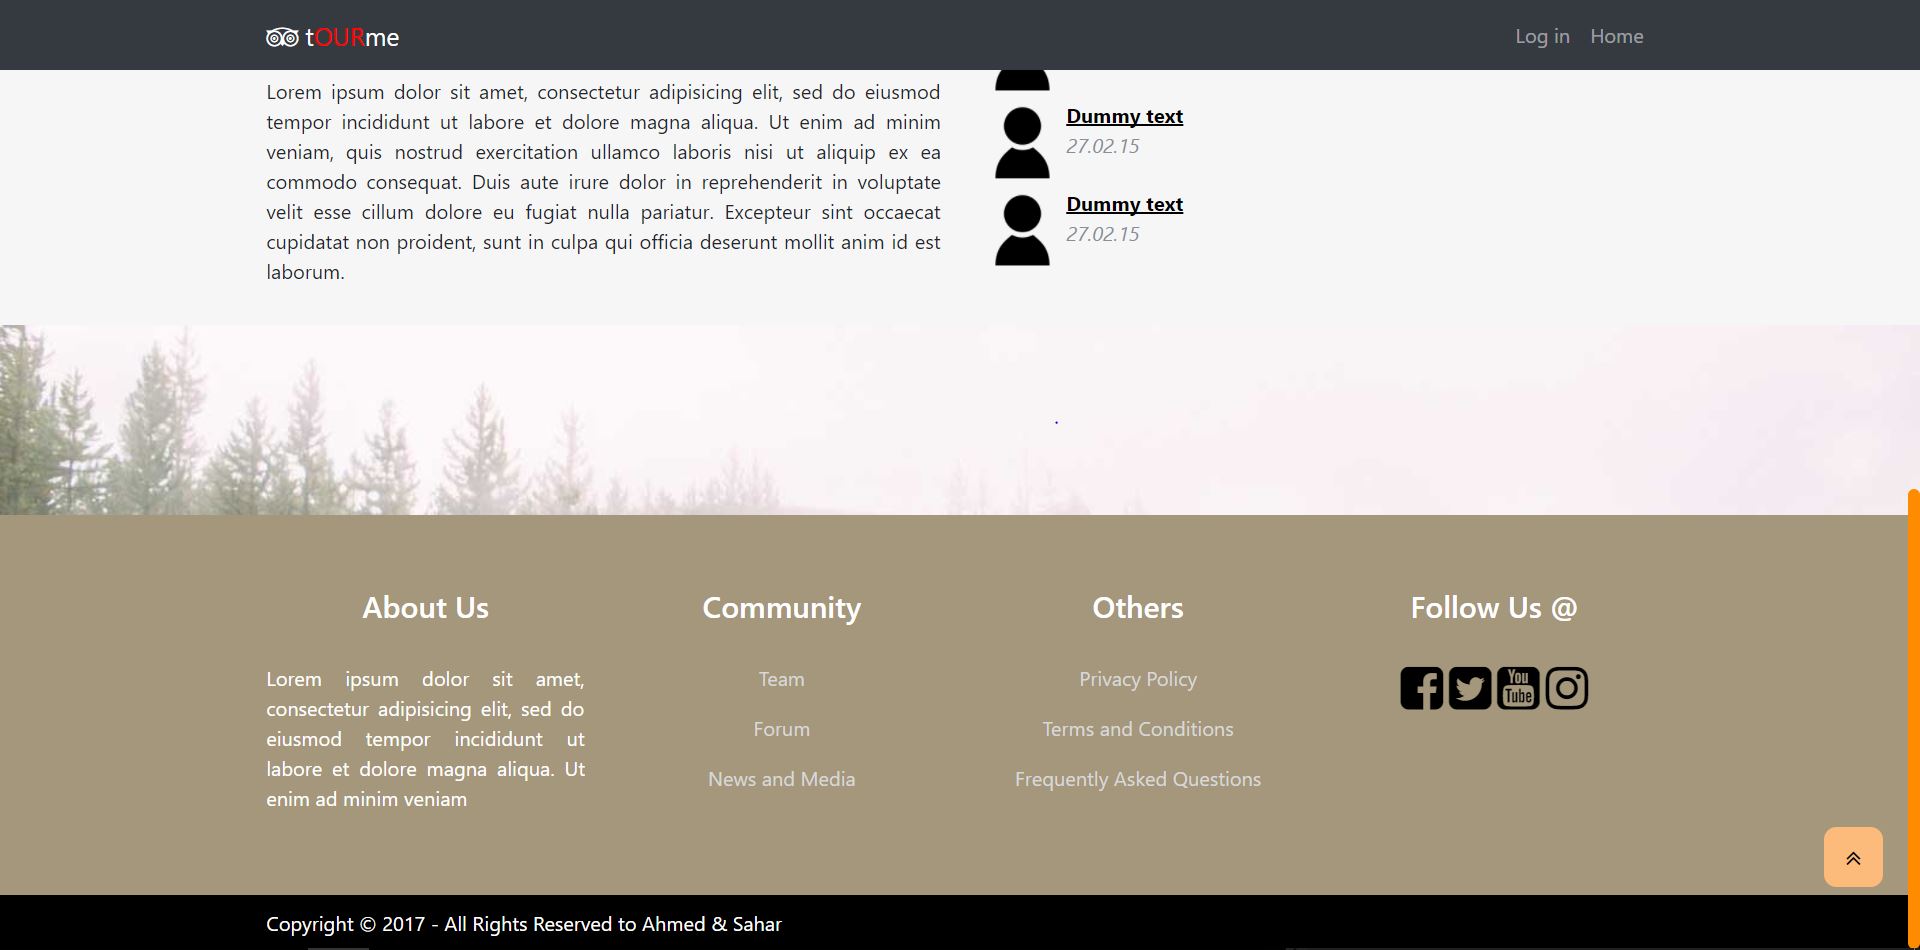 tOURme
Log in Home
Lorem ipsum dolor sit amet, consectetur adipisicing elit, sed do eiusmod
tempor incididunt ut labore et dolore magna aliqua. Ut enim ad minim
veniam, quis nostrud exercitation ullamco laboris nisi ut aliquip ex ea
commodo consequat. Duis aute irure dolor in reprehenderit in voluptate
velit esse cillum dolore eu fugiat nulla pariatur. Excepteur sint occaecat
cupidatat non proident, sunt in culpa qui officia deserunt mollit anim id est
laborum.
Dummy text
27.02.15
Dummy text
27.02.15
About Us
Lorem ipsum dolor sit amet,
consectetur adipisicing elit, sed do
eiusmod tempor incididunt ut
labore et dolore magna aliqua. Ut
enim ad minim veniam
Community
Team
Forum
News and Media
Others
Privacy Policy
Terms and Conditions
Frequently Asked Questions
Follow Us @
You
Tube
Copyright © 2017 - All Rights Reserved to Ahmed & Sahar